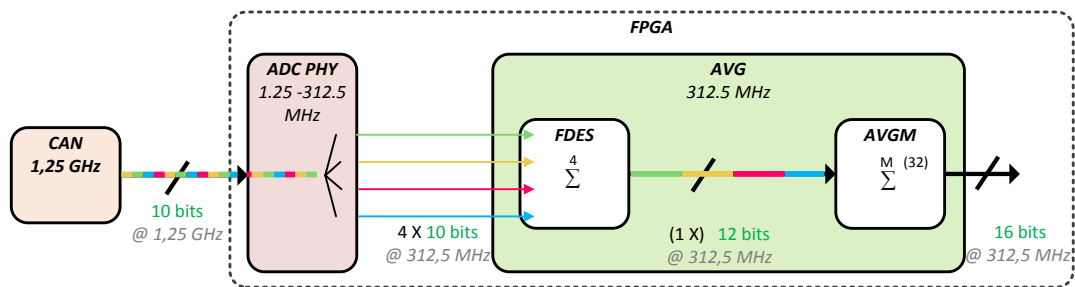 FPGA
CAN
1,25 GHz
10 bits
@ 1,25 GHz
ADC PHY
1.25 -312.5
MHz
4 X 10 bits
@ 312,5 MHz
AVG
312.5 MHz
FDES
4
∑
(1 X) 12 bits
@ 312,5 MHz
AVGM
M (32)
∑
16 bits
@ 312,5 MHz